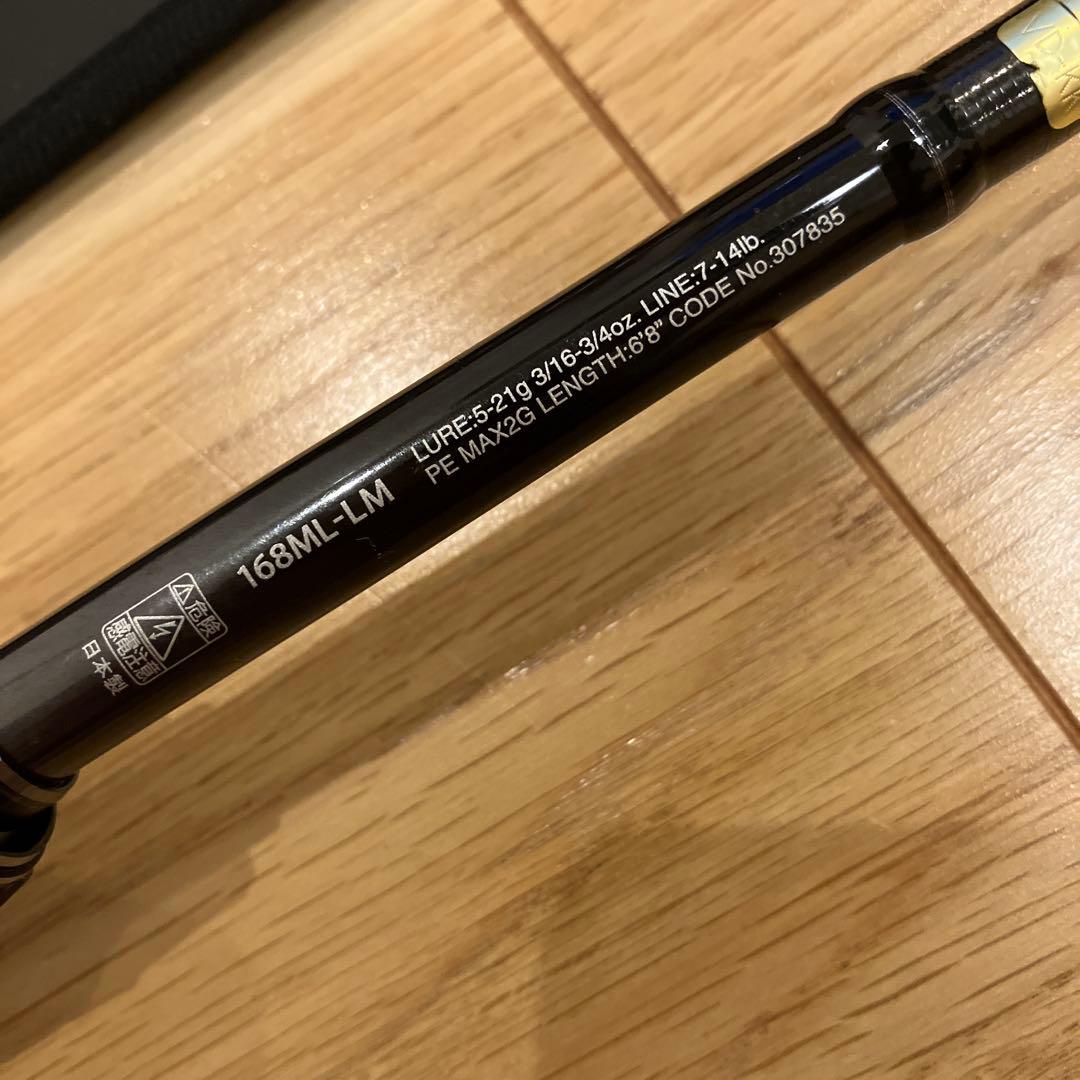 168ML-LM
LURE:5-21g 3/16-3/4oz. LINE:7-14lb.
PE MAX2G LENGTH:6'8" CODE No.307835
危険
感電注意
日本製